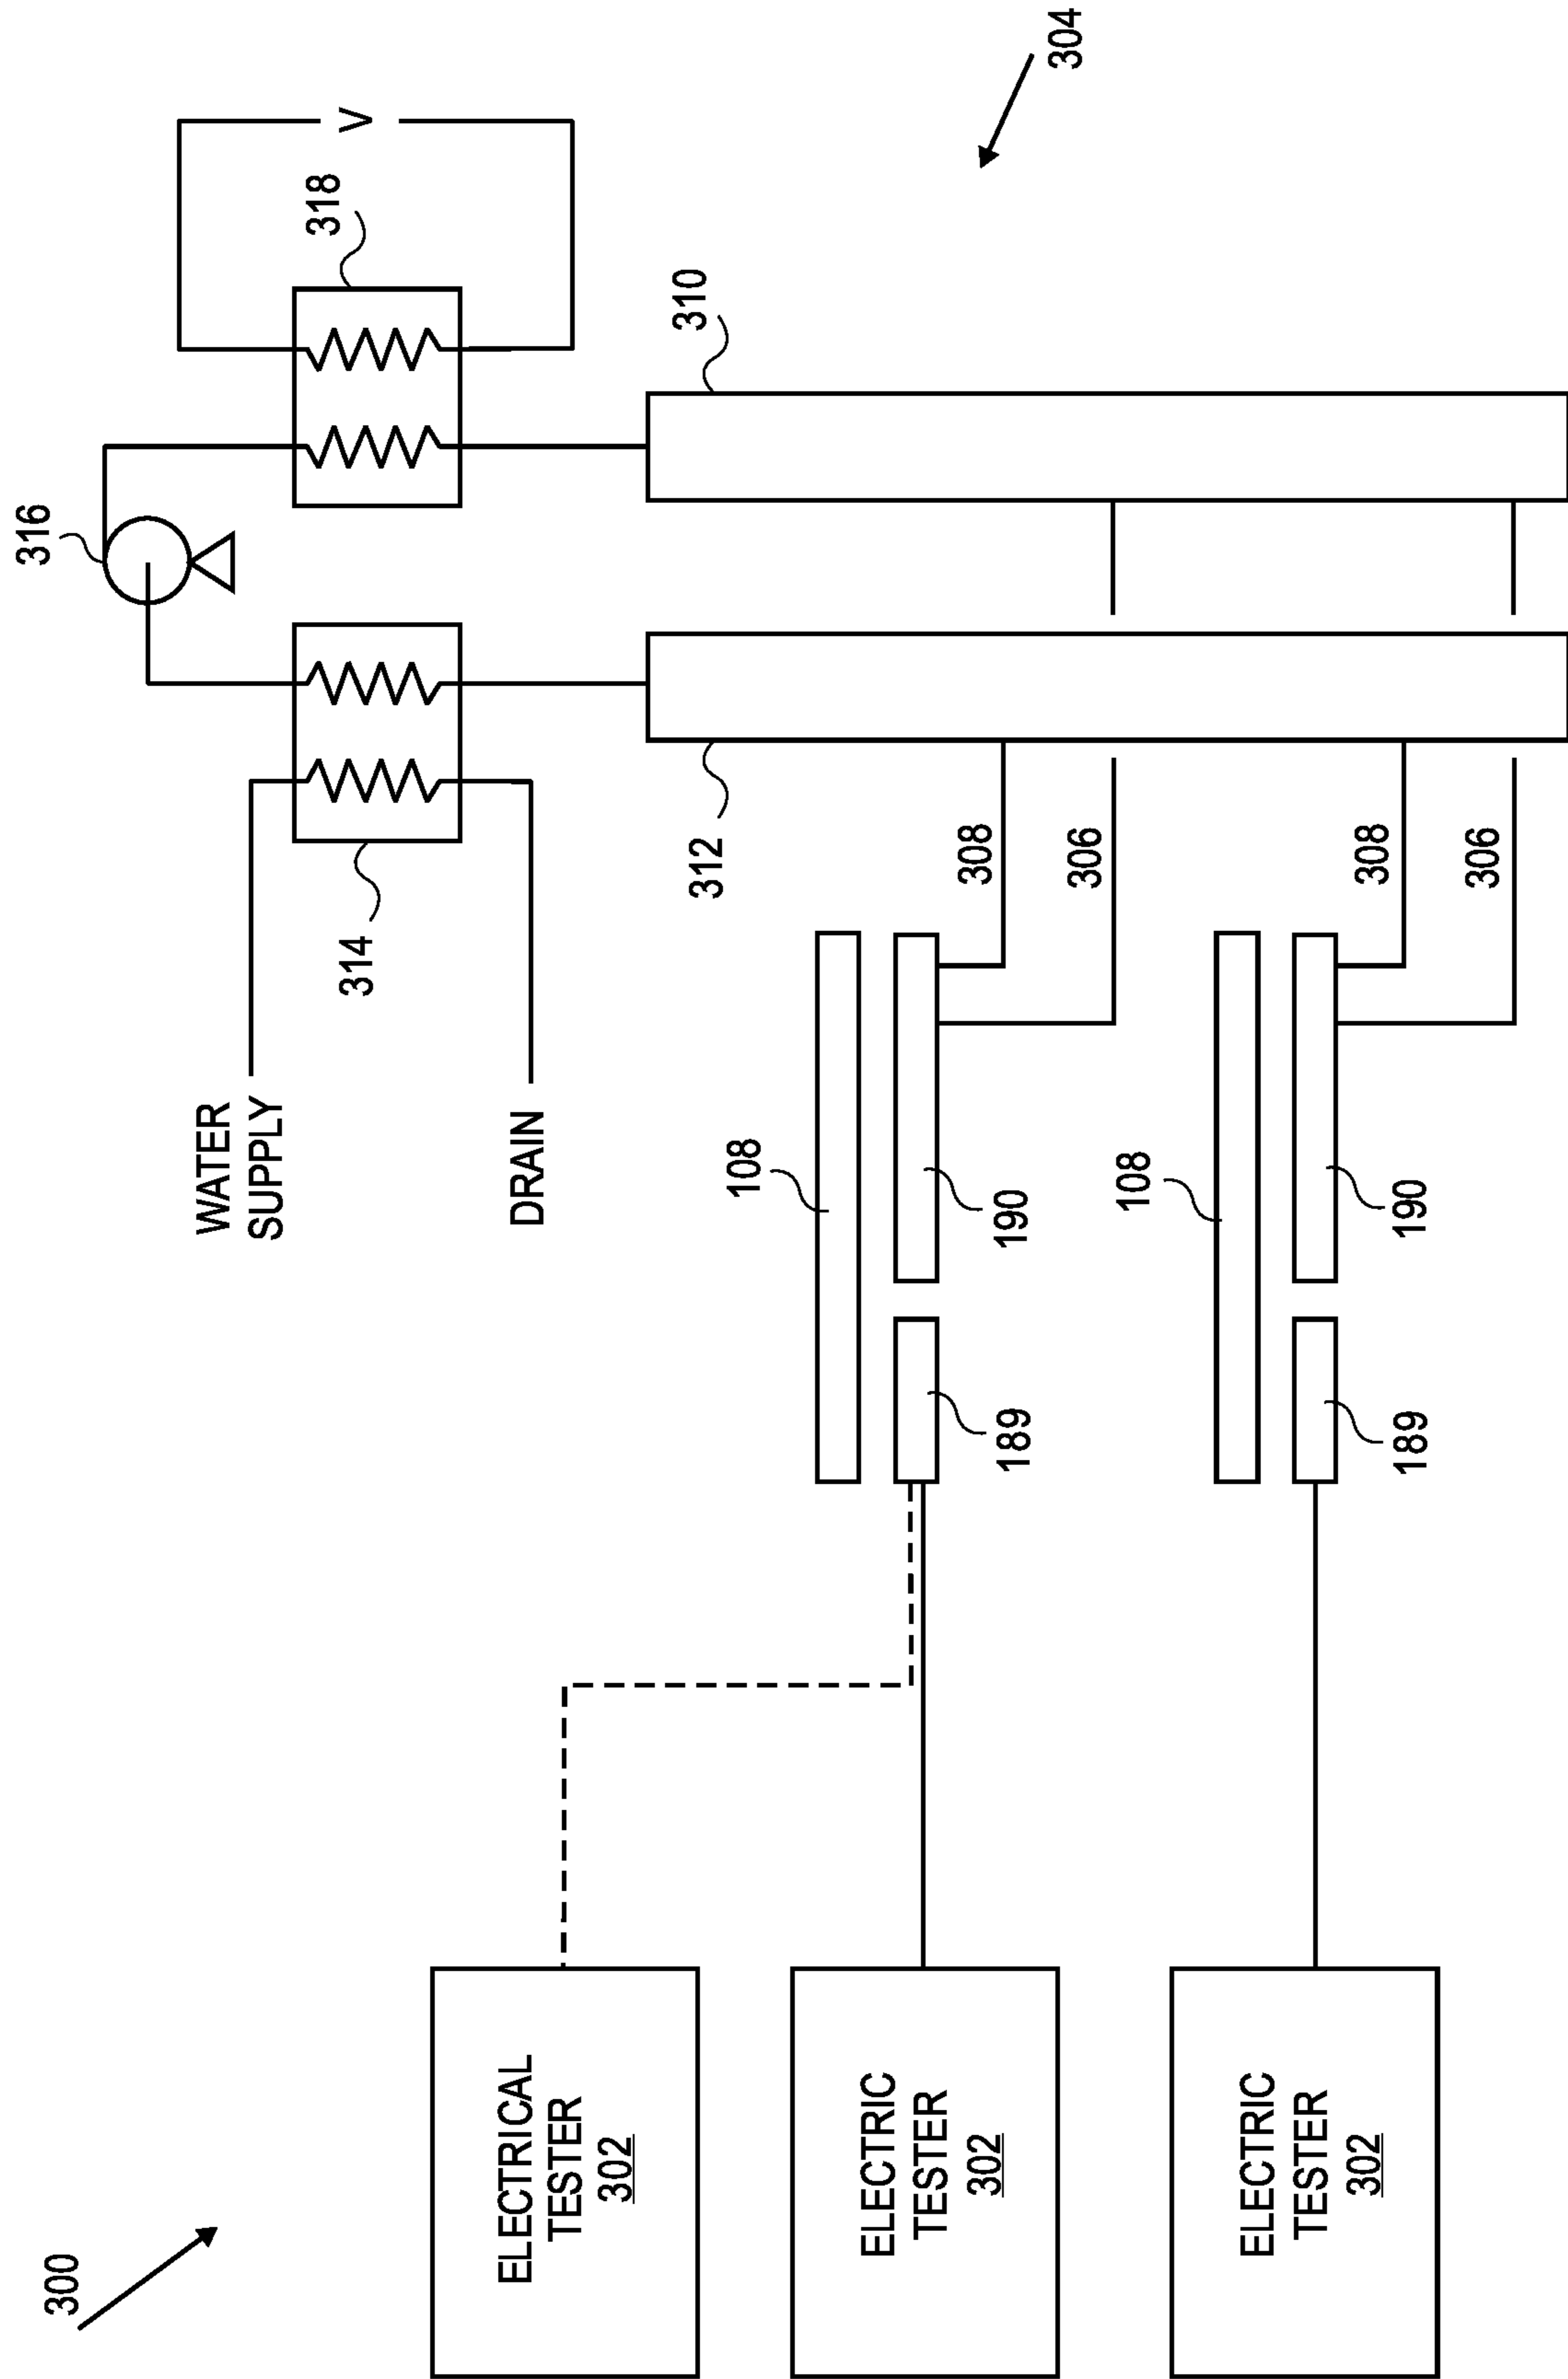 300
ELECTRICAL
TESTER
302
ELECTRIC
TESTER
302
ELECTRIC
TESTER
302
WATER
SUPPLY
DRAIN
314
316
318
V
312
310
304
108
190
189
308
306
108
190
189
308
306